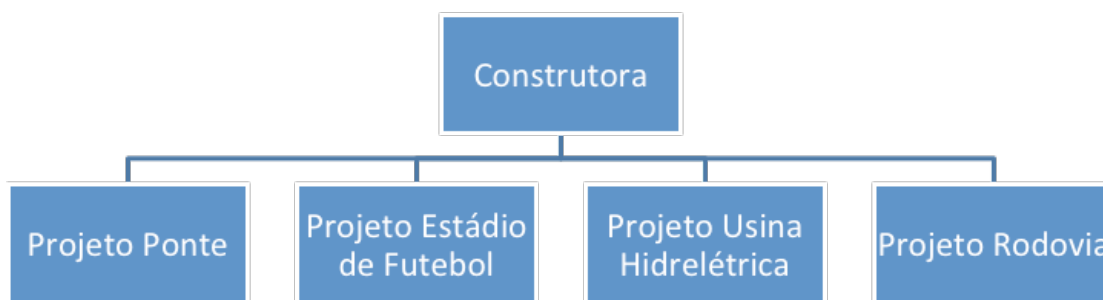 Construtora
Projeto Ponte
Projeto Estádio
de Futebol
Projeto Usina
Hidrelétrica
Projeto Rodovia